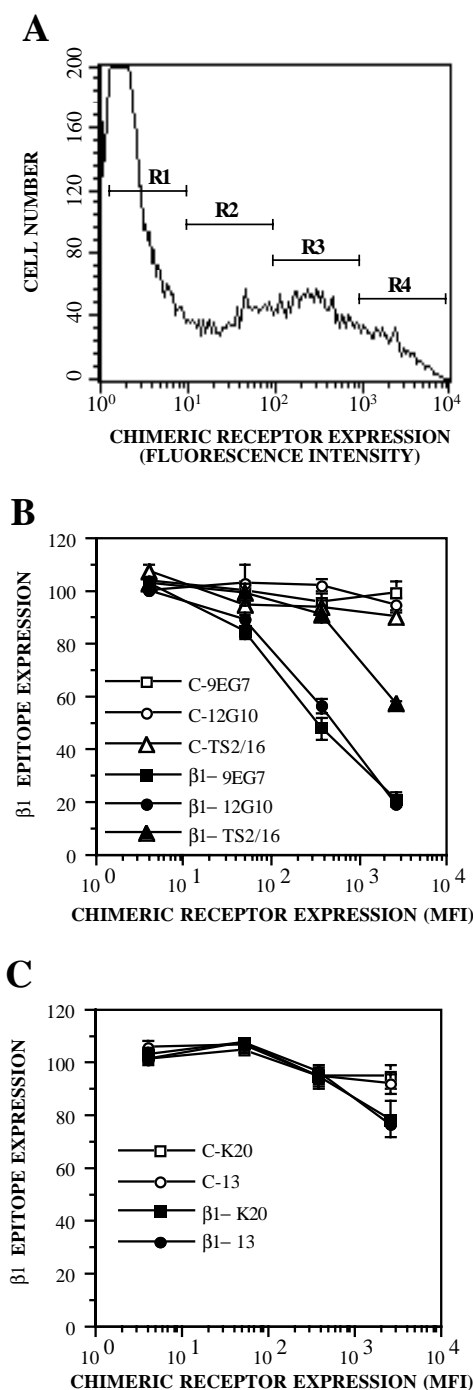 A
CELL NUMBER
200
160
120
80
40
0
R1
R2
R3
R4
10^0 10^1 10^2 10^3 10^4
CHIMERIC RECEPTOR EXPRESSION
(FLUORESCENCE INTENSITY)
B
β1 EPITOPE EXPRESSION
120
100
80
60
40
20
0
C-9EG7
C-12G10
C-TS2/16
β1– 9EG7
β1– 12G10
β1– TS2/16
10^0 10^1 10^2 10^3 10^4
CHIMERIC RECEPTOR EXPRESSION (MFI)
C
β1 EPITOPE EXPRESSION
120
100
80
60
40
20
0
C-K20
C-13
β1– K20
β1– 13
10^0 10^1 10^2 10^3 10^4
CHIMERIC RECEPTOR EXPRESSION (MFI)